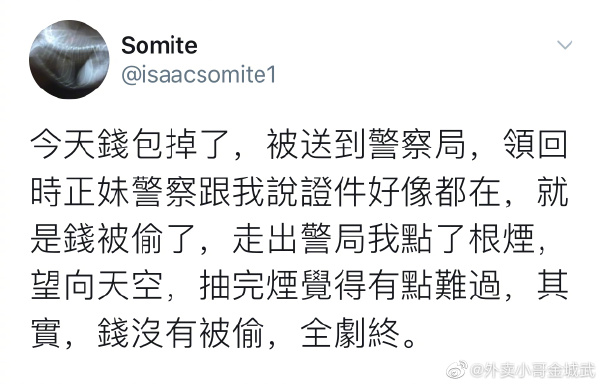 Somite
@isaacsomite1
今天錢包掉了，被送到警察局，領回
時正妹警察跟我說證件好像都在，就
是錢被偷了，走出警局我點了根煙，
望向天空，抽完煙覺得有點難過，其
實，錢沒有被偷，全劇終。
@外卖小哥金城武